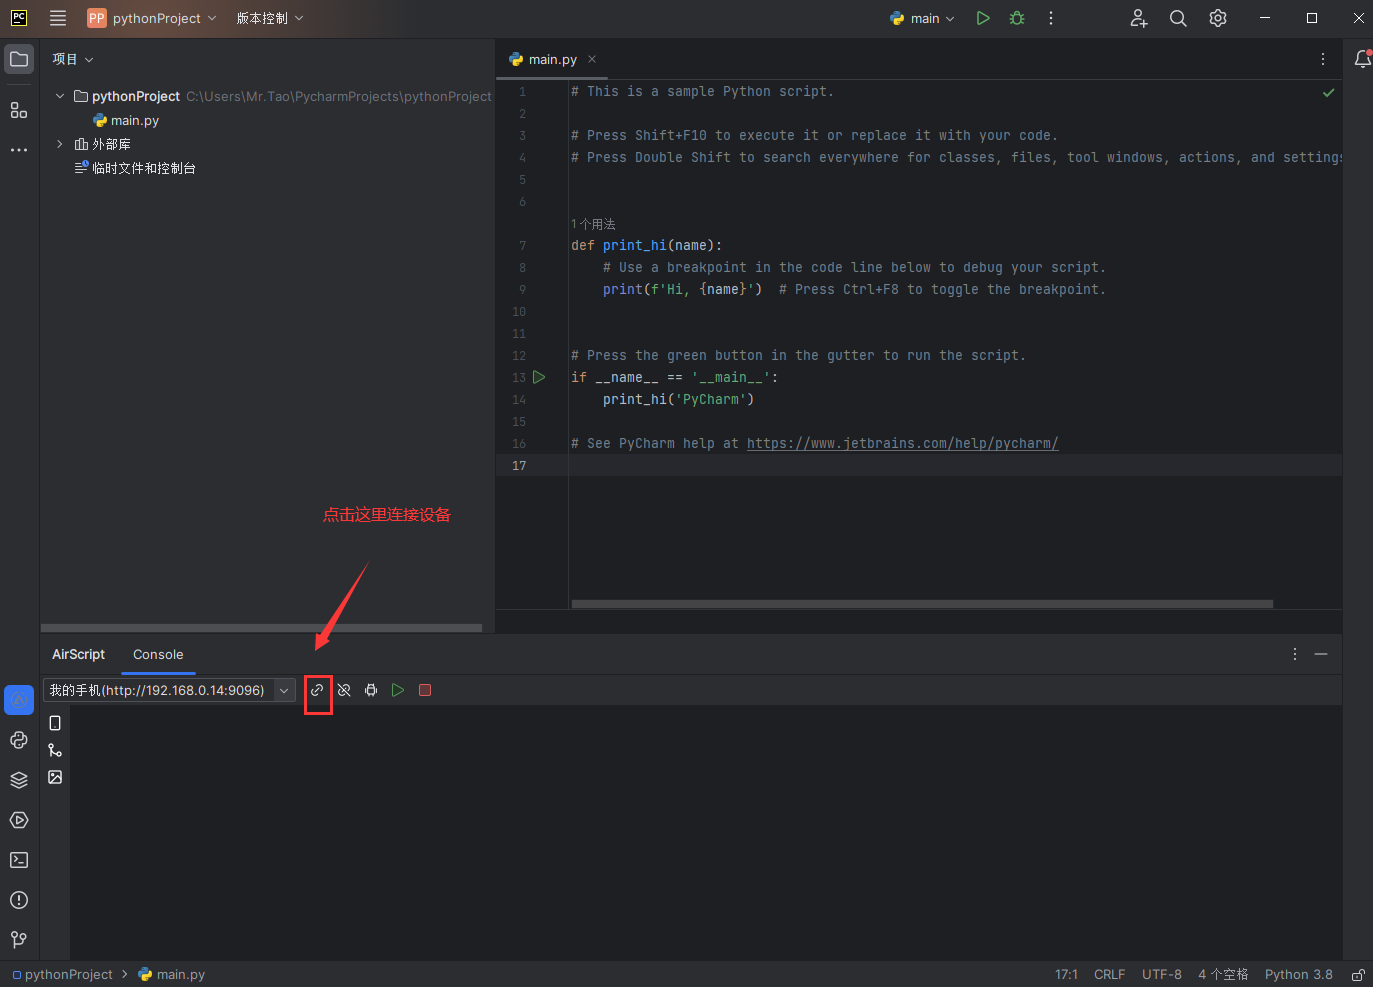 PC
PP pythonProject 版本控制 main
项目
pythonProject C:\Users\Mr.Tao\PycharmProjects\pythonProject
main.py
外部库
临时文件和控制台
main.py
1 # This is a sample Python script.
2
3 # Press Shift+F10 to execute it or replace it with your code.
4 # Press Double Shift to search everywhere for classes, files, tool windows, actions, and settings
5
6
1 个用法
7 def print_hi(name):
8 # Use a breakpoint in the code line below to debug your script.
9 print(f'Hi, {name}')  # Press Ctrl+F8 to toggle the breakpoint.
10
11
12 # Press the green button in the gutter to run the script.
13 if __name__ == '__main__':
14 print_hi('PyCharm')
15
16 # See PyCharm help at https://www.jetbrains.com/help/pycharm/
17
点击这里连接设备
AirScript Console
我的手机(http://192.168.0.14:9096)
pythonProject > main.py 17:1 CRLF UTF-8 4 个空格 Python 3.8